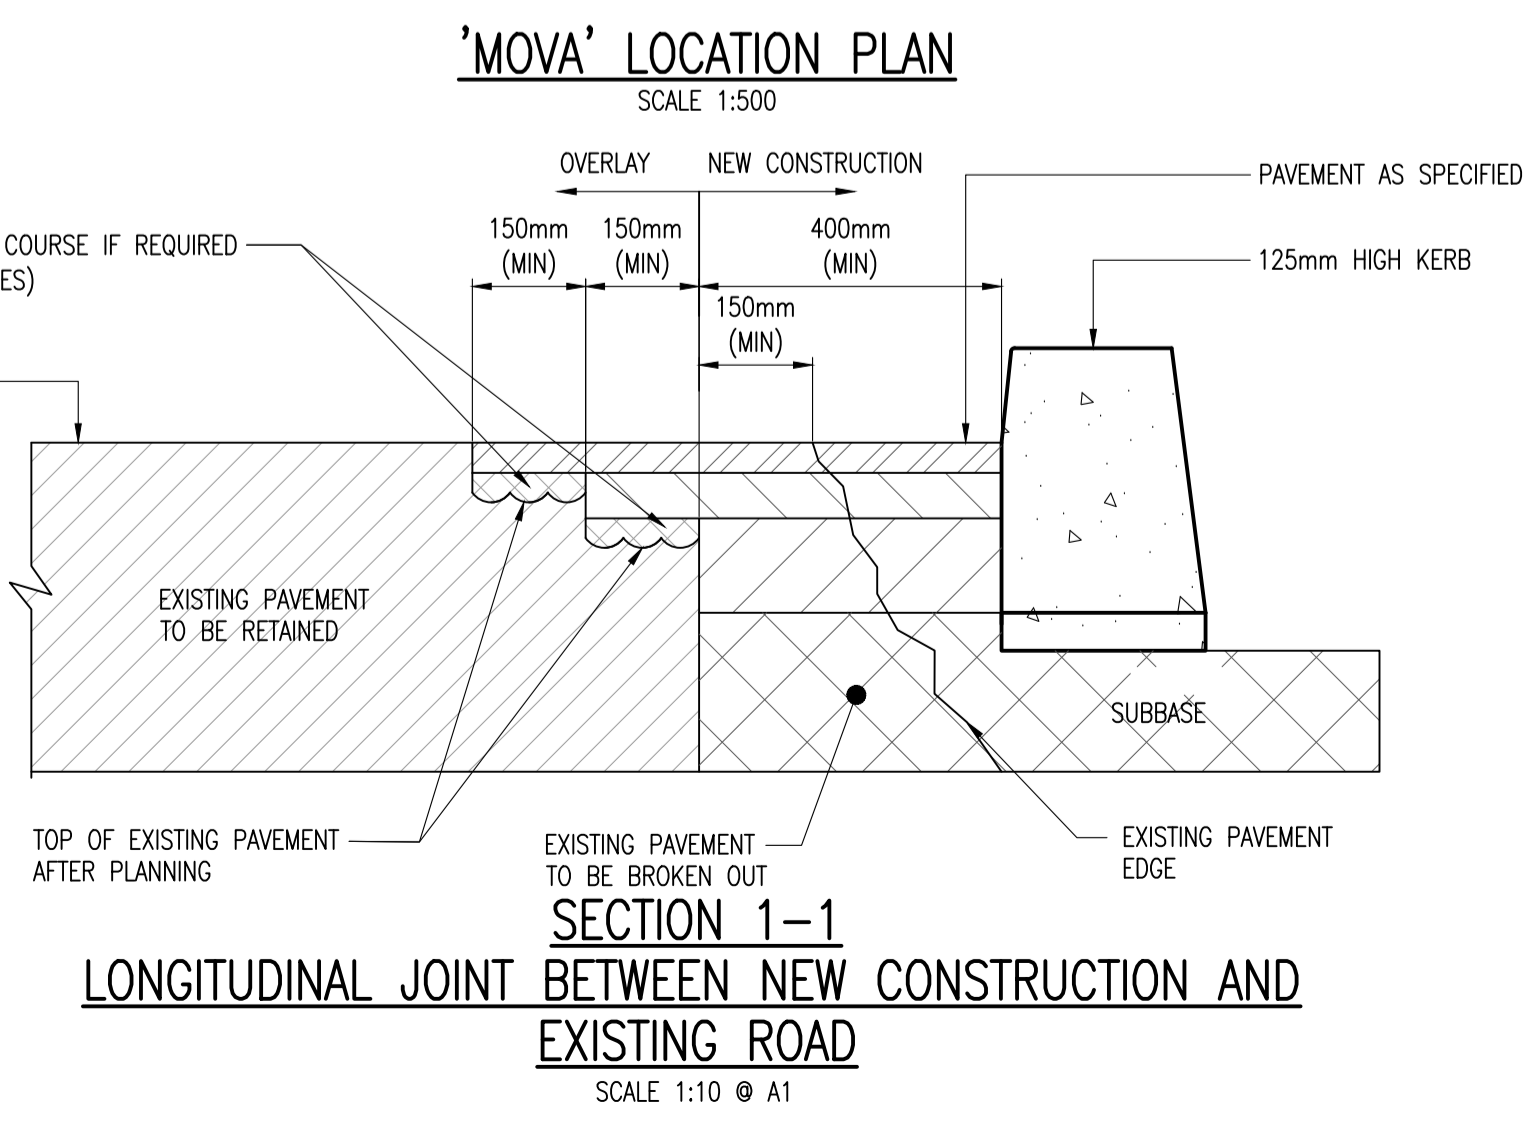 'MOVA' LOCATION PLAN
SCALE 1:500
OVERLAY
NEW CONSTRUCTION
PAVEMENT AS SPECIFIED
150mm
(MIN)
150mm
(MIN)
400mm
(MIN)
COURSE IF REQUIRED
ES)
125mm HIGH KERB
150mm
(MIN)
EXISTING PAVEMENT
TO BE RETAINED
SUBBASE
TOP OF EXISTING PAVEMENT
AFTER PLANNING
EXISTING PAVEMENT
TO BE BROKEN OUT
EXISTING PAVEMENT
EDGE
SECTION 1-1
LONGITUDINAL JOINT BETWEEN NEW CONSTRUCTION AND
EXISTING ROAD
SCALE 1:10 @ A1